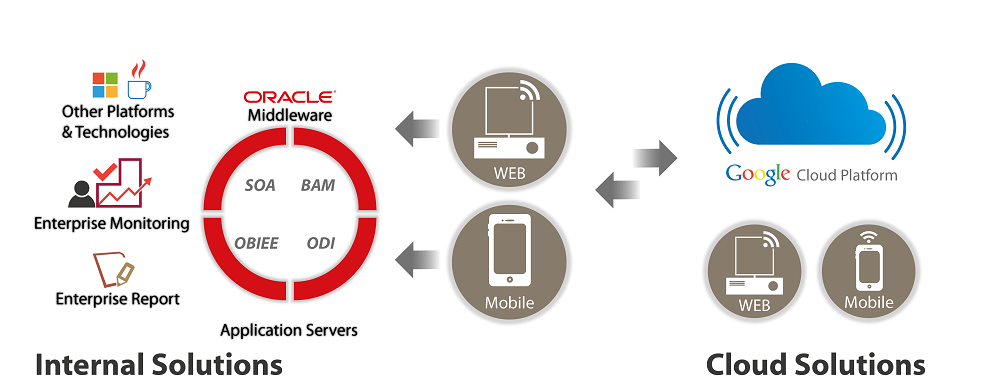 Other Platforms
& Technologies
Enterprise Monitoring
Enterprise Report
ORACLE
Middleware
SOA BAM
OBIEE ODI
Application Servers
Internal Solutions
WEB
Mobile
Google Cloud Platform
WEB
Mobile
Cloud Solutions